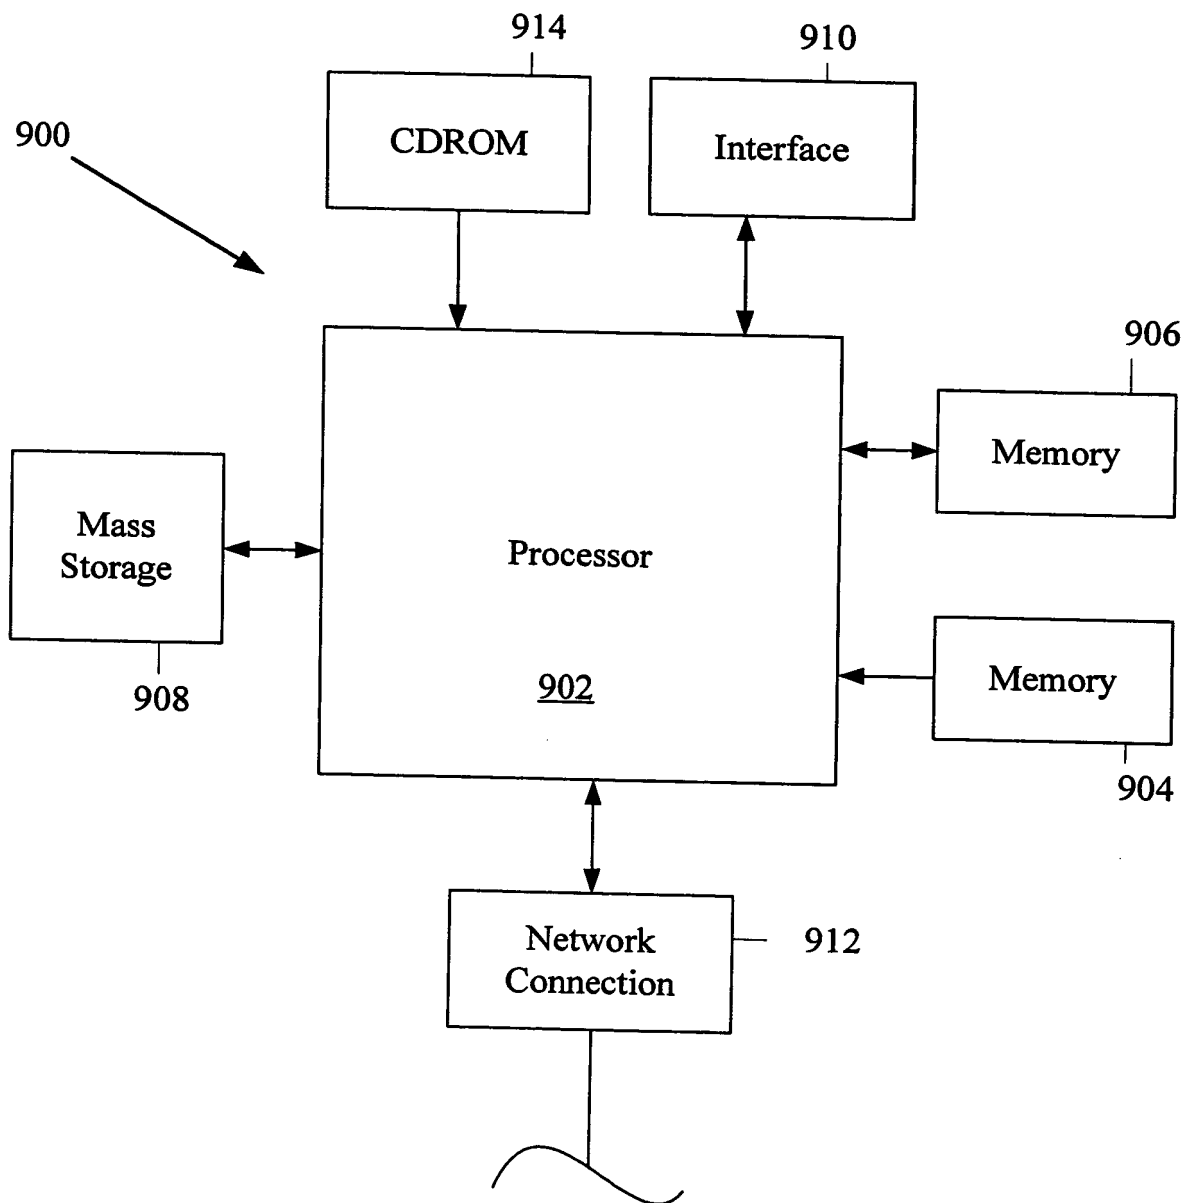 914
910
900
CDROM
Interface
906
Memory
Mass
Storage
Processor
908
902
Memory
904
Network
Connection
912